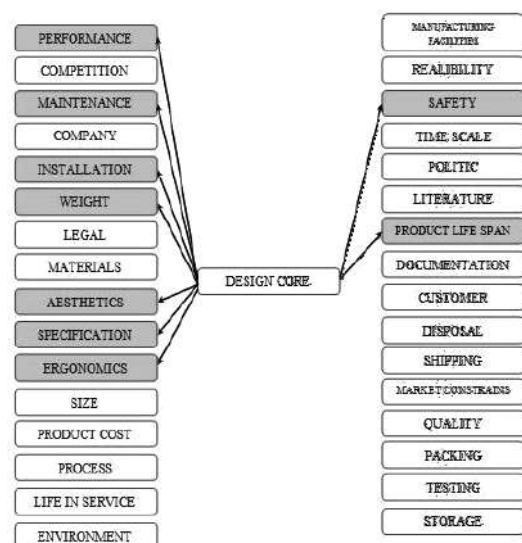 PERFORMANCE
COMPETITION
MAINTENANCE
COMPANY
INSTALLATION
WEIGHT
LEGAL
MATERIALS
AESTHETICS
SPECIFICATION
ERGONOMICS
SIZE
PRODUCT COST
PROCESS
LIFE IN SERVICE
ENVIRONMENT
DESIGN CORE
MANUFACTURING
FACILITIES
REALIBILITY
SAFETY
TIME SCALE
POLITIC
LITERATURE
PRODUCT LIFE SPAN
DOCUMENTATION
CUSTOMER
DISPOSAL
SHIPPING
MARKET CONSTRAINS
QUALITY
PACKING
TESTING
STORAGE